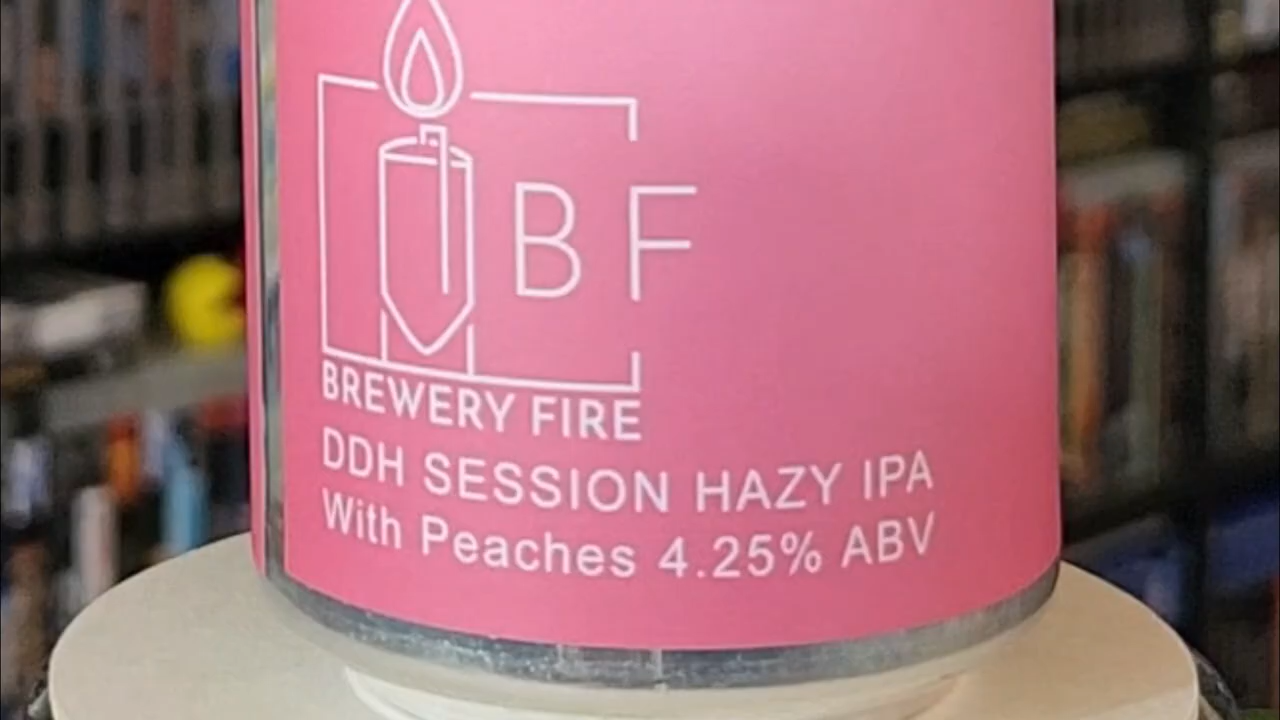 BF
BREWERY FIRE
DDH SESSION HAZY IPA
With Peaches 4.25% ABV